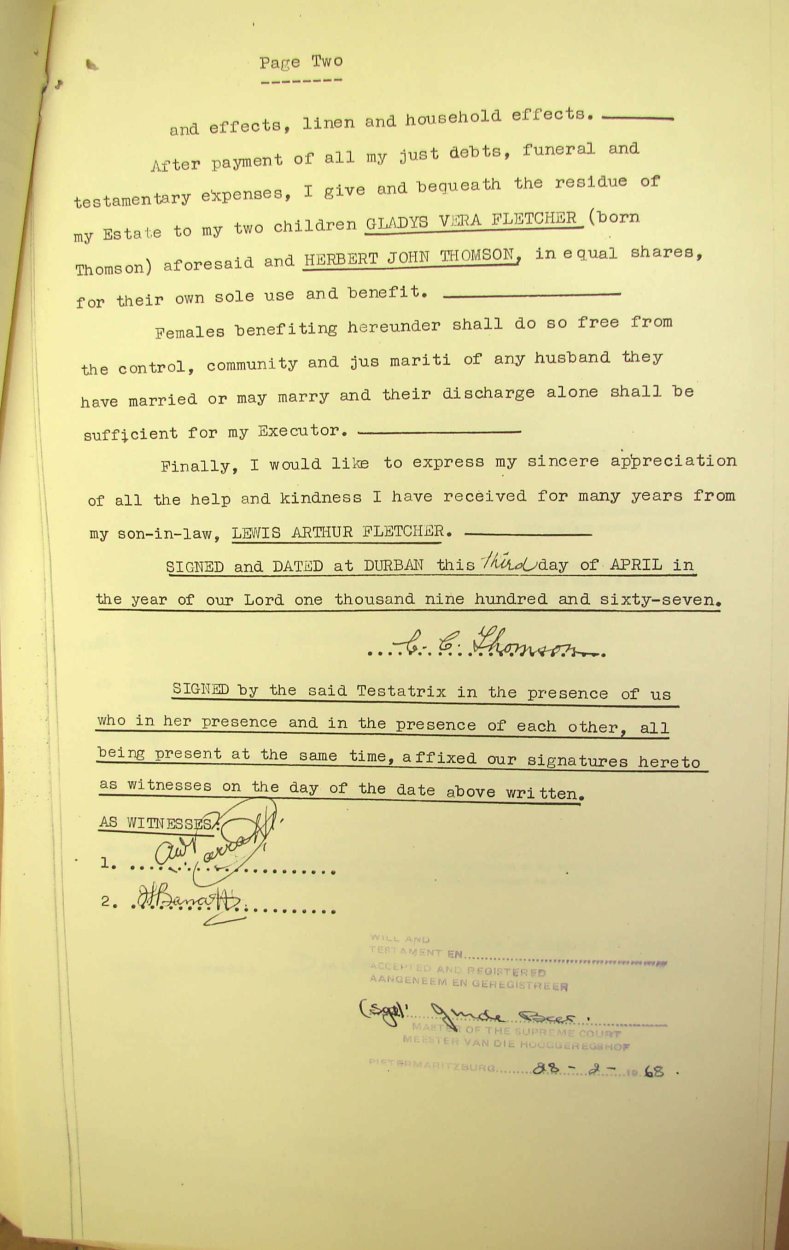 Page Two
and effects, linen and household effects.
After payment of all my just debts, funeral and
testamentary expenses, I give and bequeath the residue of
my Estate to my two children GLADYS VERA FLETCHER (born
Thomson) aforesaid and HERBERT JOHN THOMSON, in equal shares,
for their own sole use and benefit.
Females benefiting hereunder shall do so free from
the control, community and jus mariti of any husband they
have married or may marry and their discharge alone shall be
sufficient for my Executor.
Finally, I would like to express my sincere appreciation
of all the help and kindness I have received for many years from
my son-in-law, LEWIS ARTHUR FLETCHER.
SIGNED and DATED at DURBAN this third day of APRIL in
the year of our Lord one thousand nine hundred and sixty-seven.
C. C. Thomson
SIGNED by the said Testatrix in the presence of us
who in her presence and in the presence of each other, all
being present at the same time, affixed our signatures hereto
as witnesses on the day of the date above written.
AS WITNESSES:
1.
2.
WILL AND
TESTAMENT EN
ACCEPTED AND REGISTERED
AANGENEEM EN GEREGISTREER
(sgd)
MASTER OF THE SUPREME COURT
MEESTER VAN DIE HOOGGEREGSHOF
PIETERMARITZBURG 28 - 2 - 1968.